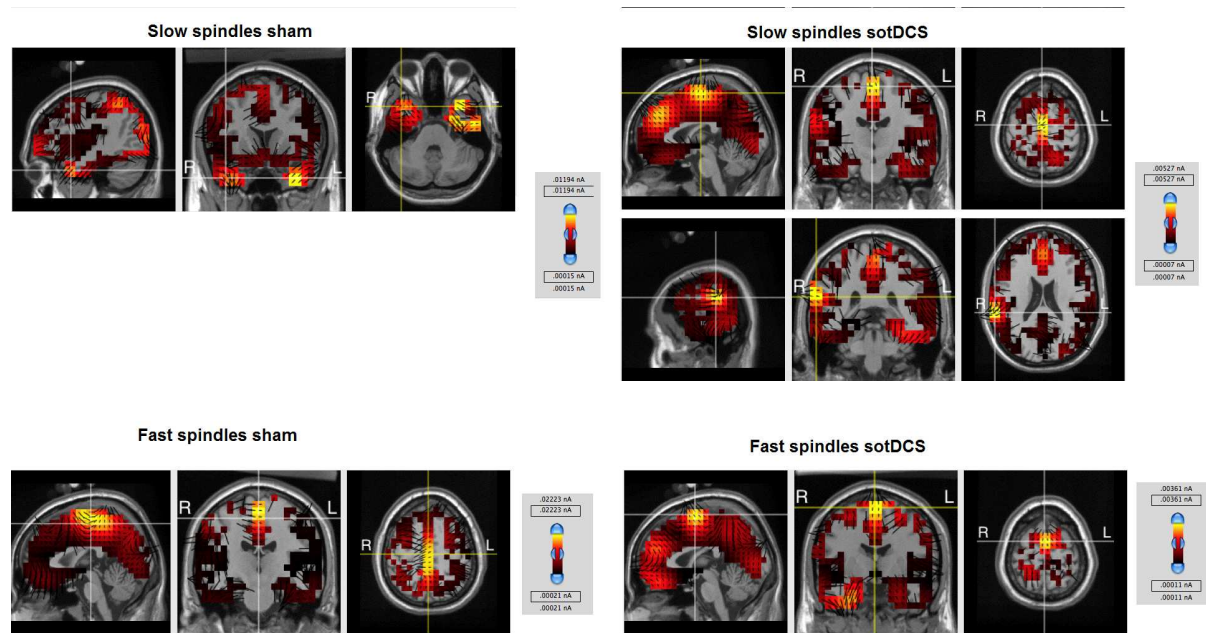 Slow spindles sham
R L
R L
.01194 nA
.01194 nA
.00015 nA
.00015 nA
Slow spindles sotDCS
R L
R L
R L
R L
.00527 nA
.00527 nA
.00007 nA
.00007 nA
Fast spindles sham
R L
R L
.02223 nA
.02223 nA
.00021 nA
.00021 nA
Fast spindles sotDCS
R L
R L
.00361 nA
.00361 nA
.00011 nA
.00011 nA